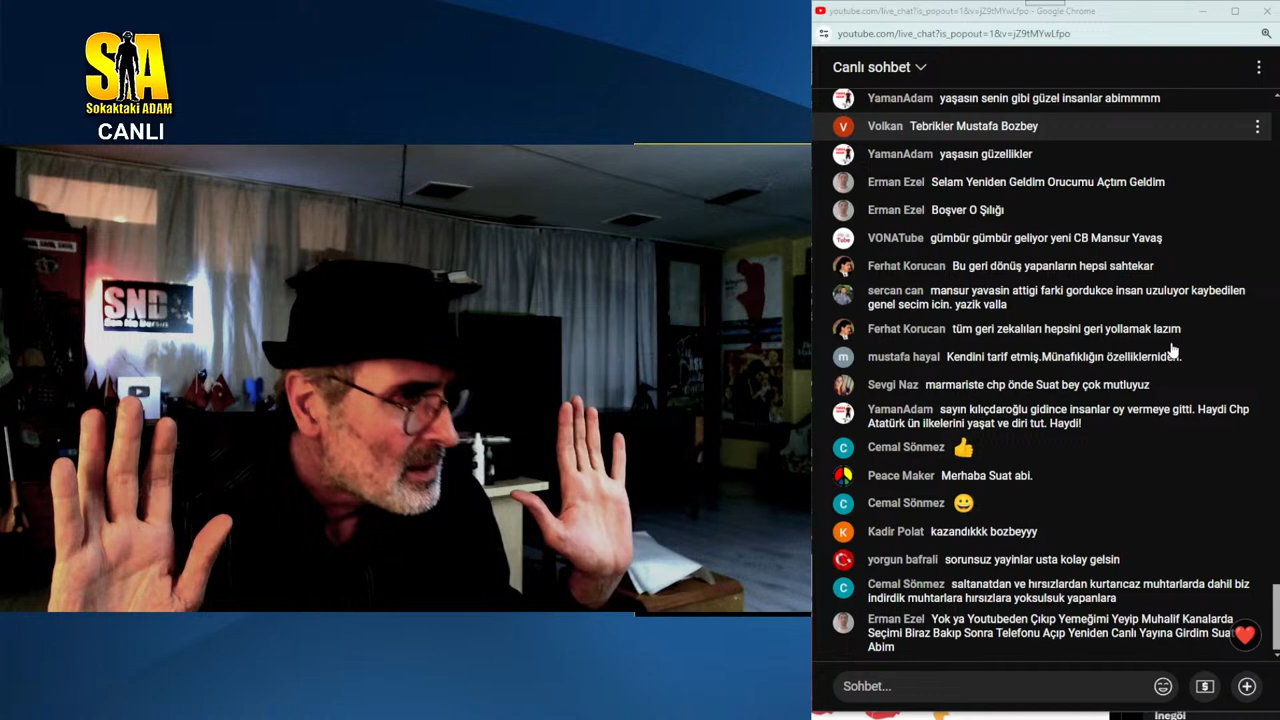 SA
Sokaktaki ADAM
CANLI
SND
Son Ne Dersin
youtube.com/live_chat?is_popout=1&v=jZ9tMYwLfpo - Google Chrome
youtube.com/live_chat?is_popout=1&v=jZ9tMYwLfpo
Canlı sohbet
YamanAdam yaşasın senin gibi güzel insanlar abimmmm
V Volkan Tebrikler Mustafa Bozbey
YamanAdam yaşasın güzellikler
Erman Ezel Selam Yeniden Geldim Orucumu Açtım Geldim
Erman Ezel Boşver O Şılığı
VONATube gümbür gümbür geliyor yeni CB Mansur Yavaş
Ferhat Korucan Bu geri dönüş yapanların hepsi sahtekar
sercan can mansur yavasin attigi farki gordukce insan uzuluyor kaybedilen
genel secim icin. yazik valla
Ferhat Korucan tüm geri zekalıları hepsini geri yollamak lazım
m mustafa hayal Kendini tarif etmiş.Münafıklığın özelliklerniden.
Sevgi Naz marmariste chp önde Suat bey çok mutluyuz
YamanAdam sayın kılıçdaroğlu gidince insanlar oy vermeye gitti. Haydi Chp
Atatürk ün ilkelerini yaşat ve diri tut. Haydi!
C Cemal Sönmez 👍
Peace Maker Merhaba Suat abi.
C Cemal Sönmez 😀
K Kadir Polat kazandıkkk bozbeyyy
yorgun bafrali sorunsuz yayinlar usta kolay gelsin
C Cemal Sönmez saltanatdan ve hırsızlardan kurtarıcaz muhtarlarda dahil biz
indirdik muhtarlara hırsızlara yoksulsuk yapanlara
Erman Ezel Yok ya Youtubeden Çıkıp Yemeğimi Yeyip Muhalif Kanalarda
Seçimi Biraz Bakıp Sonra Telefonu Açıp Yeniden Canlı Yayına Girdim Suat
Abim
Sohbet...
İnegöl